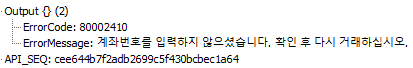 Output {} (2)
ErrorCode: 80002410
ErrorMessage: 계좌번호를 입력하지 않으셨습니다. 확인 후 다시 거래하십시오.
API_SEQ: cee644b7f2adb2699c5f430bcbec1a64